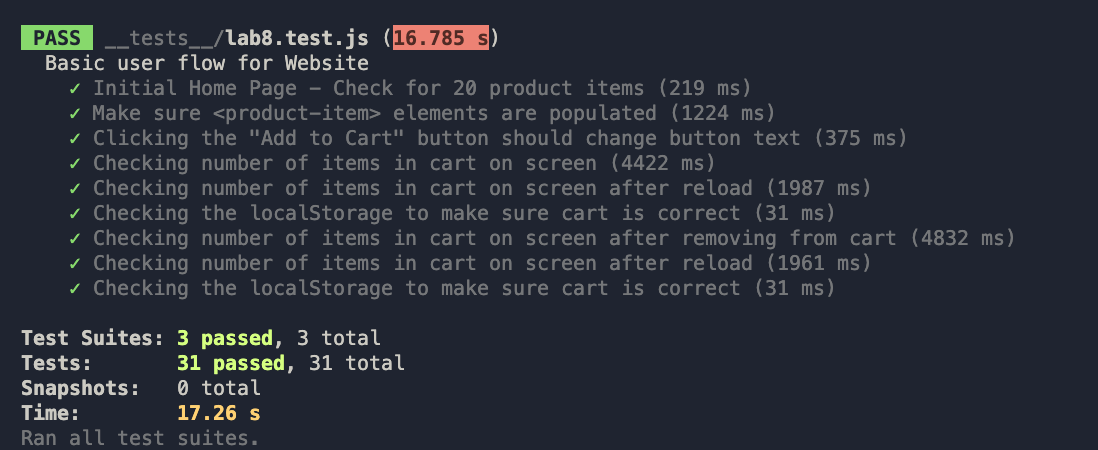 PASS __tests__/lab8.test.js (16.785 s)
Basic user flow for Website
✓ Initial Home Page – Check for 20 product items (219 ms)
✓ Make sure <product-item> elements are populated (1224 ms)
✓ Clicking the "Add to Cart" button should change button text (375 ms)
✓ Checking number of items in cart on screen (4422 ms)
✓ Checking number of items in cart on screen after reload (1987 ms)
✓ Checking the localStorage to make sure cart is correct (31 ms)
✓ Checking number of items in cart on screen after removing from cart (4832 ms)
✓ Checking number of items in cart on screen after reload (1961 ms)
✓ Checking the localStorage to make sure cart is correct (31 ms)
Test Suites: 3 passed, 3 total
Tests: 31 passed, 31 total
Snapshots: 0 total
Time: 17.26 s
Ran all test suites.